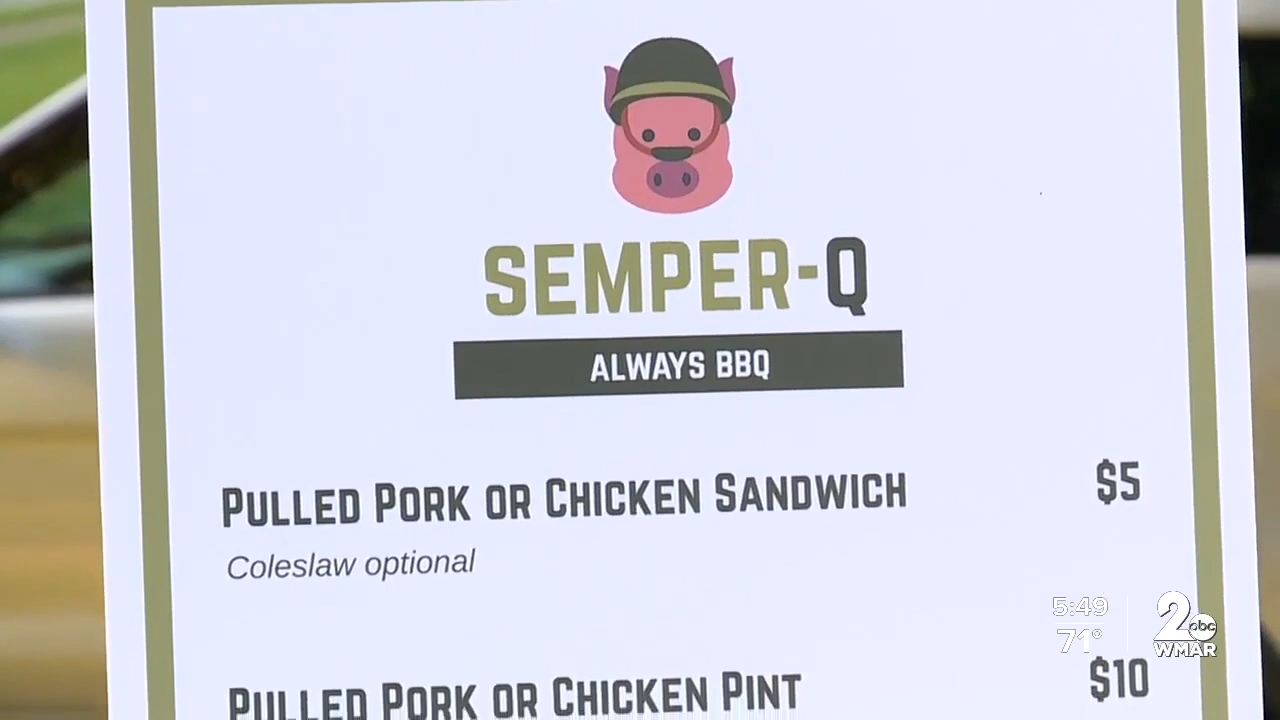 SEMPER-Q
ALWAYS BBQ
PULLED PORK OR CHICKEN SANDWICH $5
Coleslaw optional
PULLED PORK OR CHICKEN PINT $10
5:49
71°
2 abc
WMAR